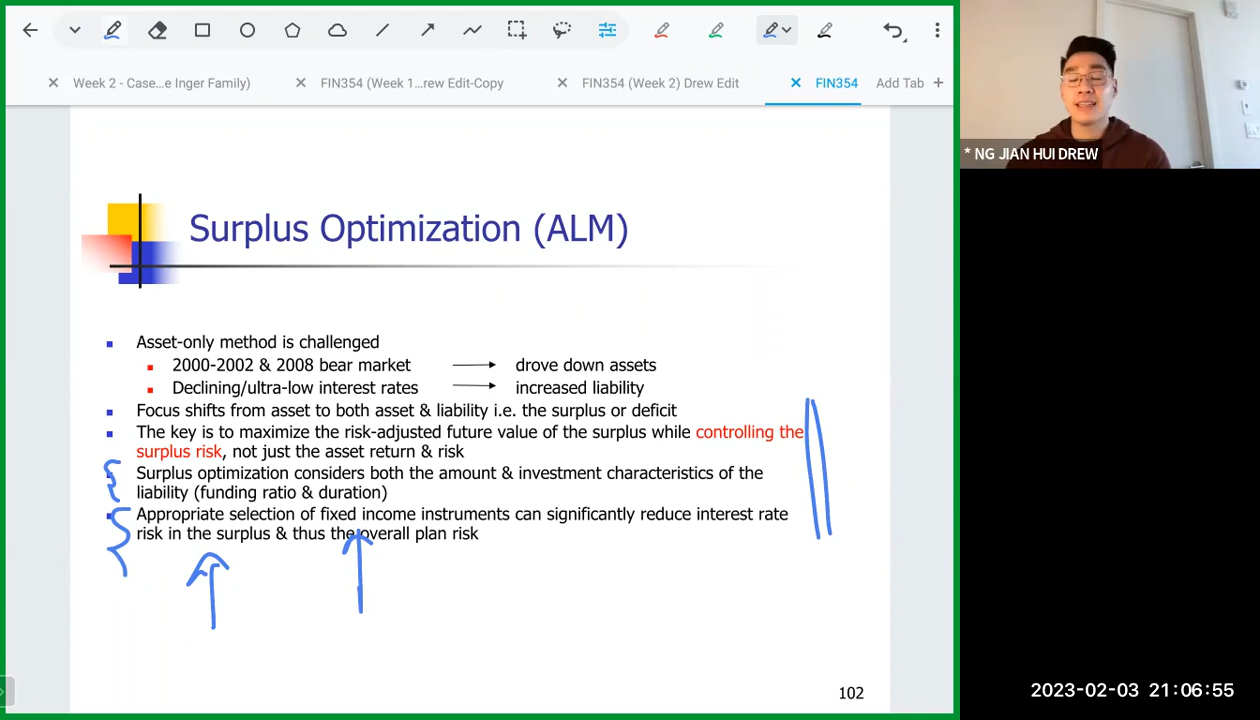 Week 2 - Case...e Inger Family)
FIN354 (Week 1...rew Edit-Copy
FIN354 (Week 2) Drew Edit
FIN354
Add Tab
* NG JIAN HUI DREW
Surplus Optimization (ALM)
Asset-only method is challenged
2000-2002 & 2008 bear market drove down assets
Declining/ultra-low interest rates increased liability
Focus shifts from asset to both asset & liability i.e. the surplus or deficit
The key is to maximize the risk-adjusted future value of the surplus while controlling the
surplus risk, not just the asset return & risk
Surplus optimization considers both the amount & investment characteristics of the
liability (funding ratio & duration)
Appropriate selection of fixed income instruments can significantly reduce interest rate
risk in the surplus & thus the overall plan risk
102
2023-02-03 21:06:55